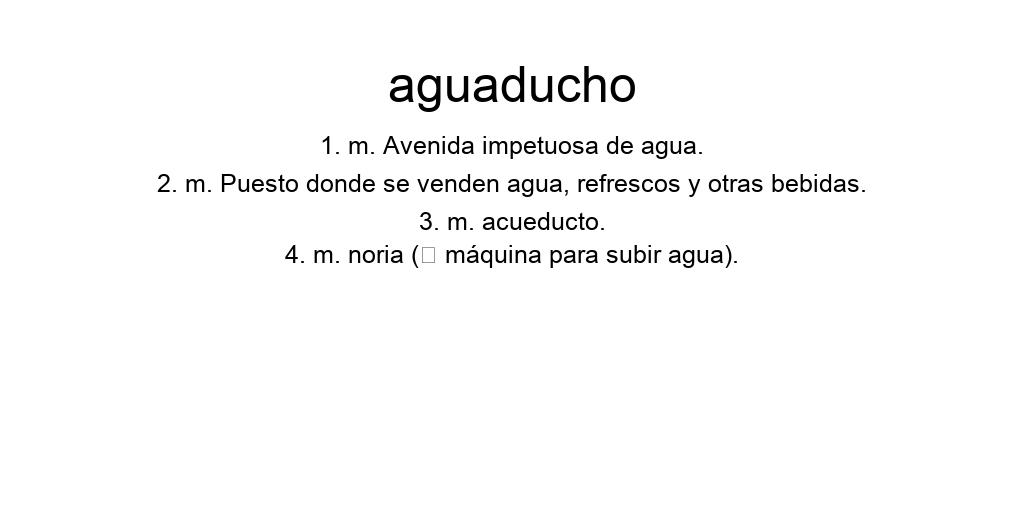 aguaducho
1. m. Avenida impetuosa de agua.
2. m. Puesto donde se venden agua, refrescos y otras bebidas.
3. m. acueducto.
4. m. noria (□ máquina para subir agua).